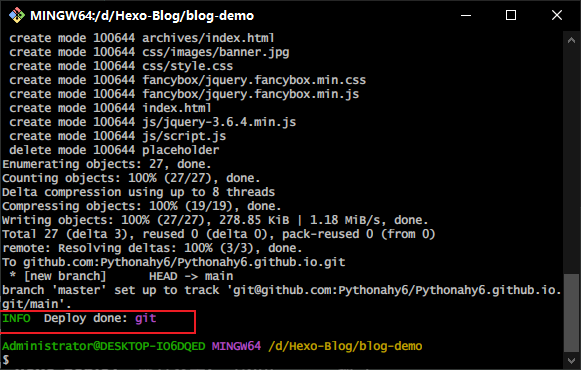 MINGW64:/d/Hexo-Blog/blog-demo
create mode 100644 archives/index.html
create mode 100644 css/images/banner.jpg
create mode 100644 css/style.css
create mode 100644 fancybox/jquery.fancybox.min.css
create mode 100644 fancybox/jquery.fancybox.min.js
create mode 100644 index.html
create mode 100644 js/jquery-3.6.4.min.js
create mode 100644 js/script.js
delete mode 100644 placeholder
Enumerating objects: 27, done.
Counting objects: 100% (27/27), done.
Delta compression using up to 8 threads
Compressing objects: 100% (19/19), done.
Writing objects: 100% (27/27), 278.85 KiB | 1.18 MiB/s, done.
Total 27 (delta 3), reused 0 (delta 0), pack-reused 0 (from 0)
remote: Resolving deltas: 100% (3/3), done.
To github.com:Pythonahy6/Pythonahy6.github.io.git
* [new branch]      HEAD -> main
branch 'master' set up to track 'git@github.com:Pythonahy6/Pythonahy6.github.io.
git/main'.
INFO  Deploy done: git
Administrator@DESKTOP-IO6DQED MINGW64 /d/Hexo-Blog/blog-demo
$